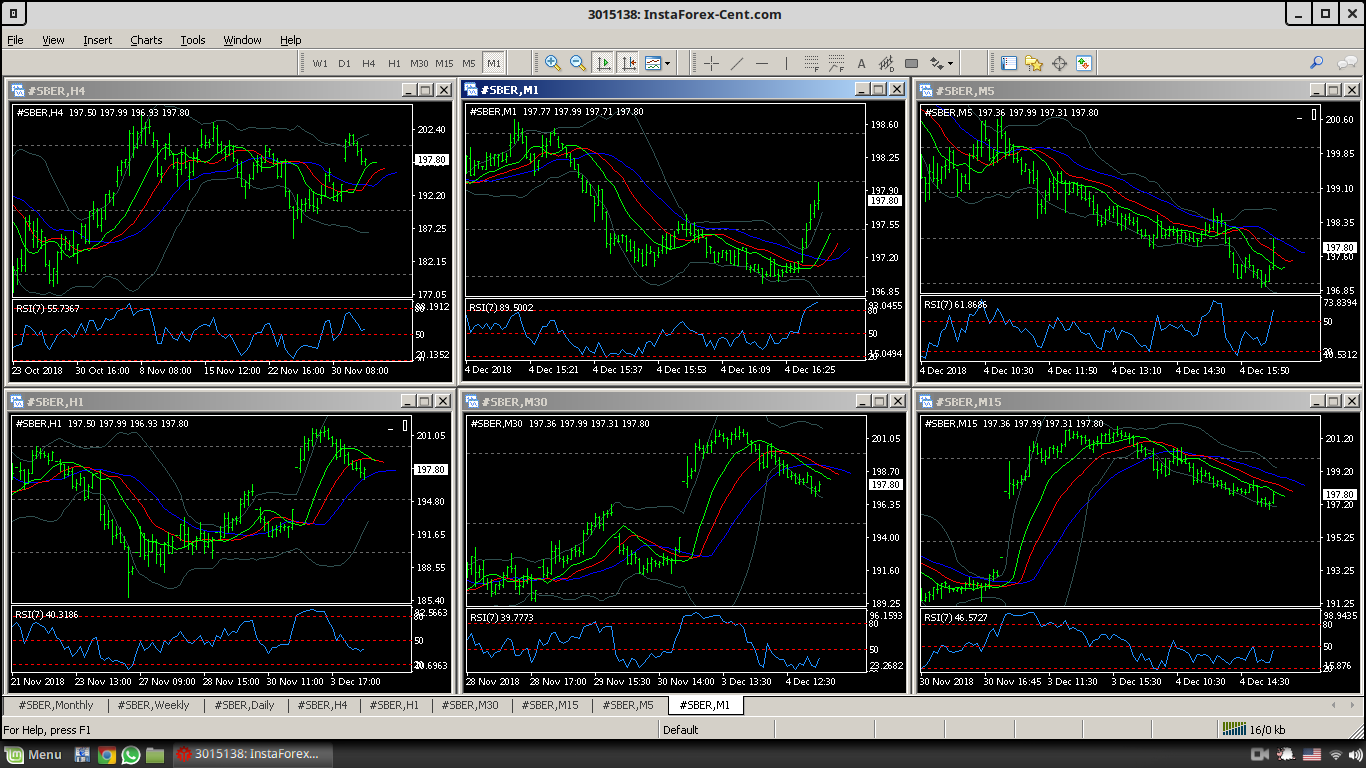 3015138: InstaForex-Cent.com
File View Insert Charts Tools Window Help
W1 D1 H4 H1 M30 M15 M5 M1
A
#SBER,H4
#SBER,H4 197.50 197.99 196.93 197.80
202.40
197.80
192.20
187.25
182.15
177.05
RSI(7) 55.7367
80
50
20.1352
23 Oct 2018 30 Oct 16:00 8 Nov 08:00 15 Nov 12:00 22 Nov 16:00 30 Nov 08:00
#SBER,M1
#SBER,M1 197.77 197.99 197.71 197.80
198.60
198.25
197.90
197.80
197.55
197.20
196.85
RSI(7) 89.5002
93.0455
80
50
15.0494
4 Dec 2018 4 Dec 15:21 4 Dec 15:37 4 Dec 15:53 4 Dec 16:09 4 Dec 16:25
#SBER,M5
#SBER,M5 197.36 197.99 197.31 197.80
200.60
199.85
199.10
198.35
197.80
197.60
196.85
RSI(7) 61.8686
73.8394
50
4 Dec 2018 4 Dec 10:30 4 Dec 11:50 4 Dec 13:10 4 Dec 14:30 4 Dec 15:50
#SBER,H1
#SBER,H1 197.50 197.99 196.93 197.80
201.05
197.80
194.80
191.65
188.55
185.40
RSI(7) 40.3186
80
50
21 Nov 2018 23 Nov 13:00 27 Nov 09:00 28 Nov 15:00 30 Nov 11:00 3 Dec 17:00
#SBER,M30
#SBER,M30 197.36 197.99 197.31 197.80
201.05
198.70
197.80
196.35
194.00
191.60
189.25
RSI(7) 39.7773
96.1593
80
50
22.2682
28 Nov 2018 28 Nov 17:00 29 Nov 15:30 30 Nov 14:00 3 Dec 13:30 4 Dec 12:30
#SBER,M15
#SBER,M15 197.36 197.99 197.31 197.80
201.20
199.20
197.80
197.20
195.25
193.25
191.25
RSI(7) 46.5727
98.9435
80
50
30 Nov 2018 30 Nov 16:45 3 Dec 11:30 3 Dec 15:30 4 Dec 10:30 4 Dec 14:30
#SBER,Monthly #SBER,Weekly #SBER,Daily #SBER,H4 #SBER,H1 #SBER,M30 #SBER,M15 #SBER,M5 #SBER,M1
For Help, press F1 Default 16/0 kb
Menu 3015138: InstaForex...